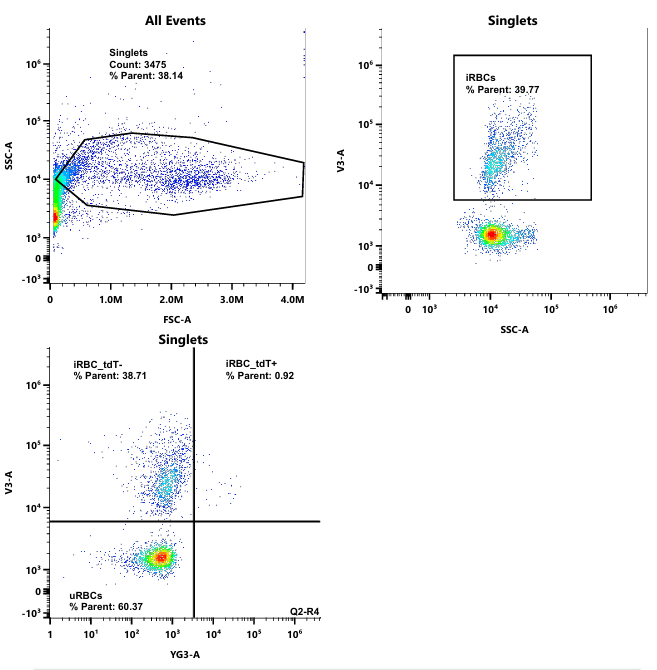 All Events
Singlets
Count: 3475
% Parent: 38.14
SSC-A
10⁶
10⁵
10⁴
10³
0
-10³
0
1.0M
2.0M
3.0M
4.0M
FSC-A
Singlets
iRBCs
% Parent: 39.77
V3-A
10⁶
10⁵
10⁴
10³
0
-10³
0
10³
10⁴
10⁵
10⁶
SSC-A
Singlets
iRBC_tdT-
% Parent: 38.71
iRBC_tdT+
% Parent: 0.92
V3-A
10⁶
10⁵
10⁴
10³
0
-10³
uRBCs
% Parent: 60.37
Q2-R4
1
10¹
10²
10³
10⁴
10⁵
10⁶
YG3-A